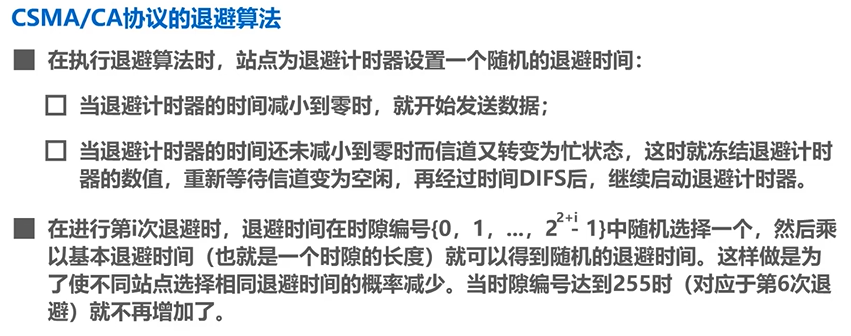 CSMA/CA协议的退避算法
在执行退避算法时，站点为退避计时器设置一个随机的退避时间：
当退避计时器的时间减小到零时，就开始发送数据；
当退避计时器的时间还未减小到零时而信道又转变为忙状态，这时就冻结退避计时
器的数值，重新等待信道变为空闲，再经过时间DIFS后，继续启动退避计时器。
在进行第i次退避时，退避时间在时隙编号{0，1，...，2^{2+i} - 1}中随机选择一个，然后乘
以基本退避时间（也就是一个时隙的长度）就可以得到随机的退避时间。这样做是为
了使不同站点选择相同退避时间的概率减少。当时隙编号达到255时（对应于第6次退
避）就不再增加了。